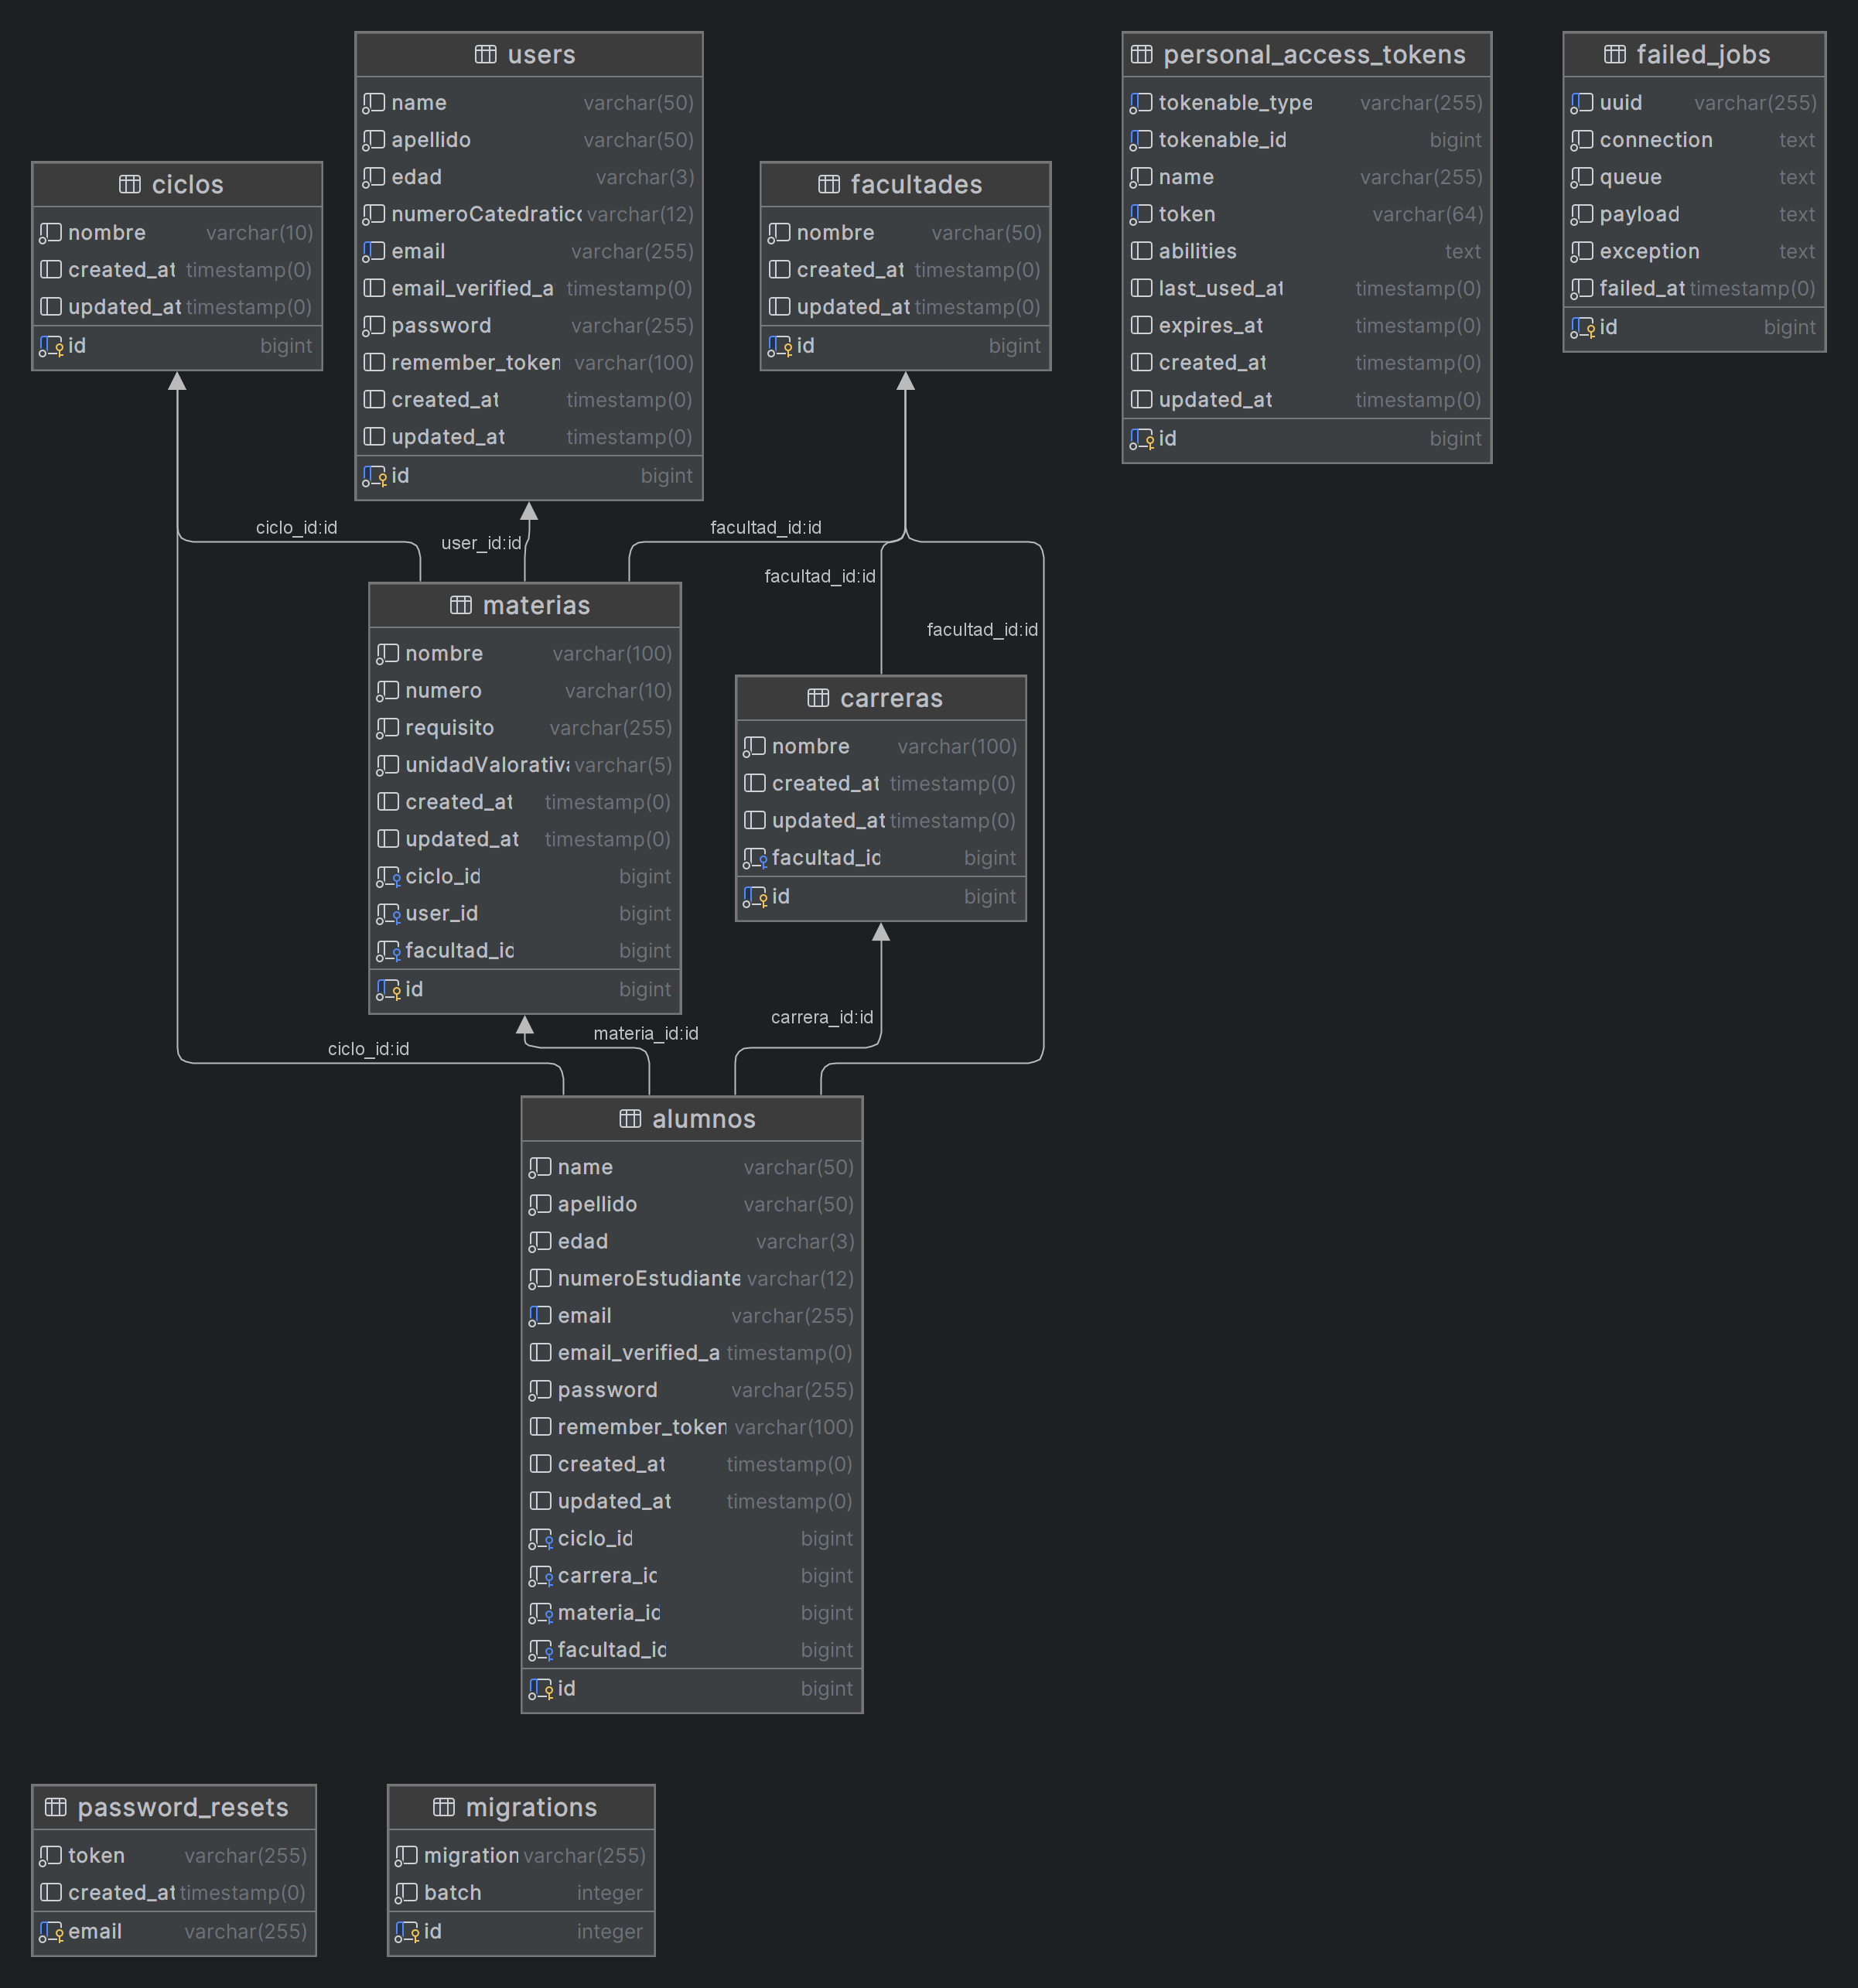 users
name varchar(50)
apellido varchar(50)
edad varchar(3)
numeroCatedratico varchar(12)
email varchar(255)
email_verified_a timestamp(0)
password varchar(255)
remember_token varchar(100)
created_at timestamp(0)
updated_at timestamp(0)
id bigint
personal_access_tokens
tokenable_type varchar(255)
tokenable_id bigint
name varchar(255)
token varchar(64)
abilities text
last_used_at timestamp(0)
expires_at timestamp(0)
created_at timestamp(0)
updated_at timestamp(0)
id bigint
failed_jobs
uuid varchar(255)
connection text
queue text
payload text
exception text
failed_at timestamp(0)
id bigint
ciclos
nombre varchar(10)
created_at timestamp(0)
updated_at timestamp(0)
id bigint
facultades
nombre varchar(50)
created_at timestamp(0)
updated_at timestamp(0)
id bigint
ciclo_id:id
user_id:id
facultad_id:id
facultad_id:id
facultad_id:id
materias
nombre varchar(100)
numero varchar(10)
requisito varchar(255)
unidadValorativa varchar(5)
created_at timestamp(0)
updated_at timestamp(0)
ciclo_id bigint
user_id bigint
facultad_id bigint
id bigint
carreras
nombre varchar(100)
created_at timestamp(0)
updated_at timestamp(0)
facultad_id bigint
id bigint
carrera_id:id
materia_id:id
ciclo_id:id
alumnos
name varchar(50)
apellido varchar(50)
edad varchar(3)
numeroEstudiante varchar(12)
email varchar(255)
email_verified_a timestamp(0)
password varchar(255)
remember_token varchar(100)
created_at timestamp(0)
updated_at timestamp(0)
ciclo_id bigint
carrera_id bigint
materia_id bigint
facultad_id bigint
id bigint
password_resets
token varchar(255)
created_at timestamp(0)
email varchar(255)
migrations
migration varchar(255)
batch integer
id integer